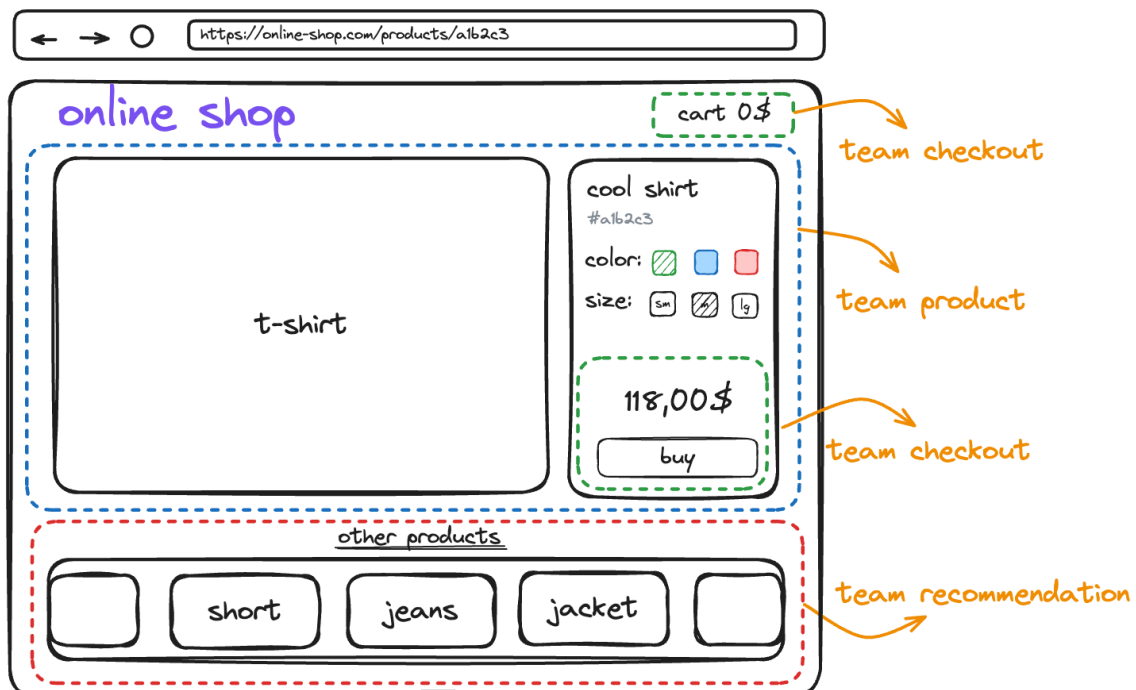 https://online-shop.com/products/a1b2c3
online shop
cart 0$
team checkout
cool shirt
#a1b2c3
color:
size: sm m lg
t-shirt
team product
118,00$
buy
team checkout
other products
short jeans jacket
team recommendation